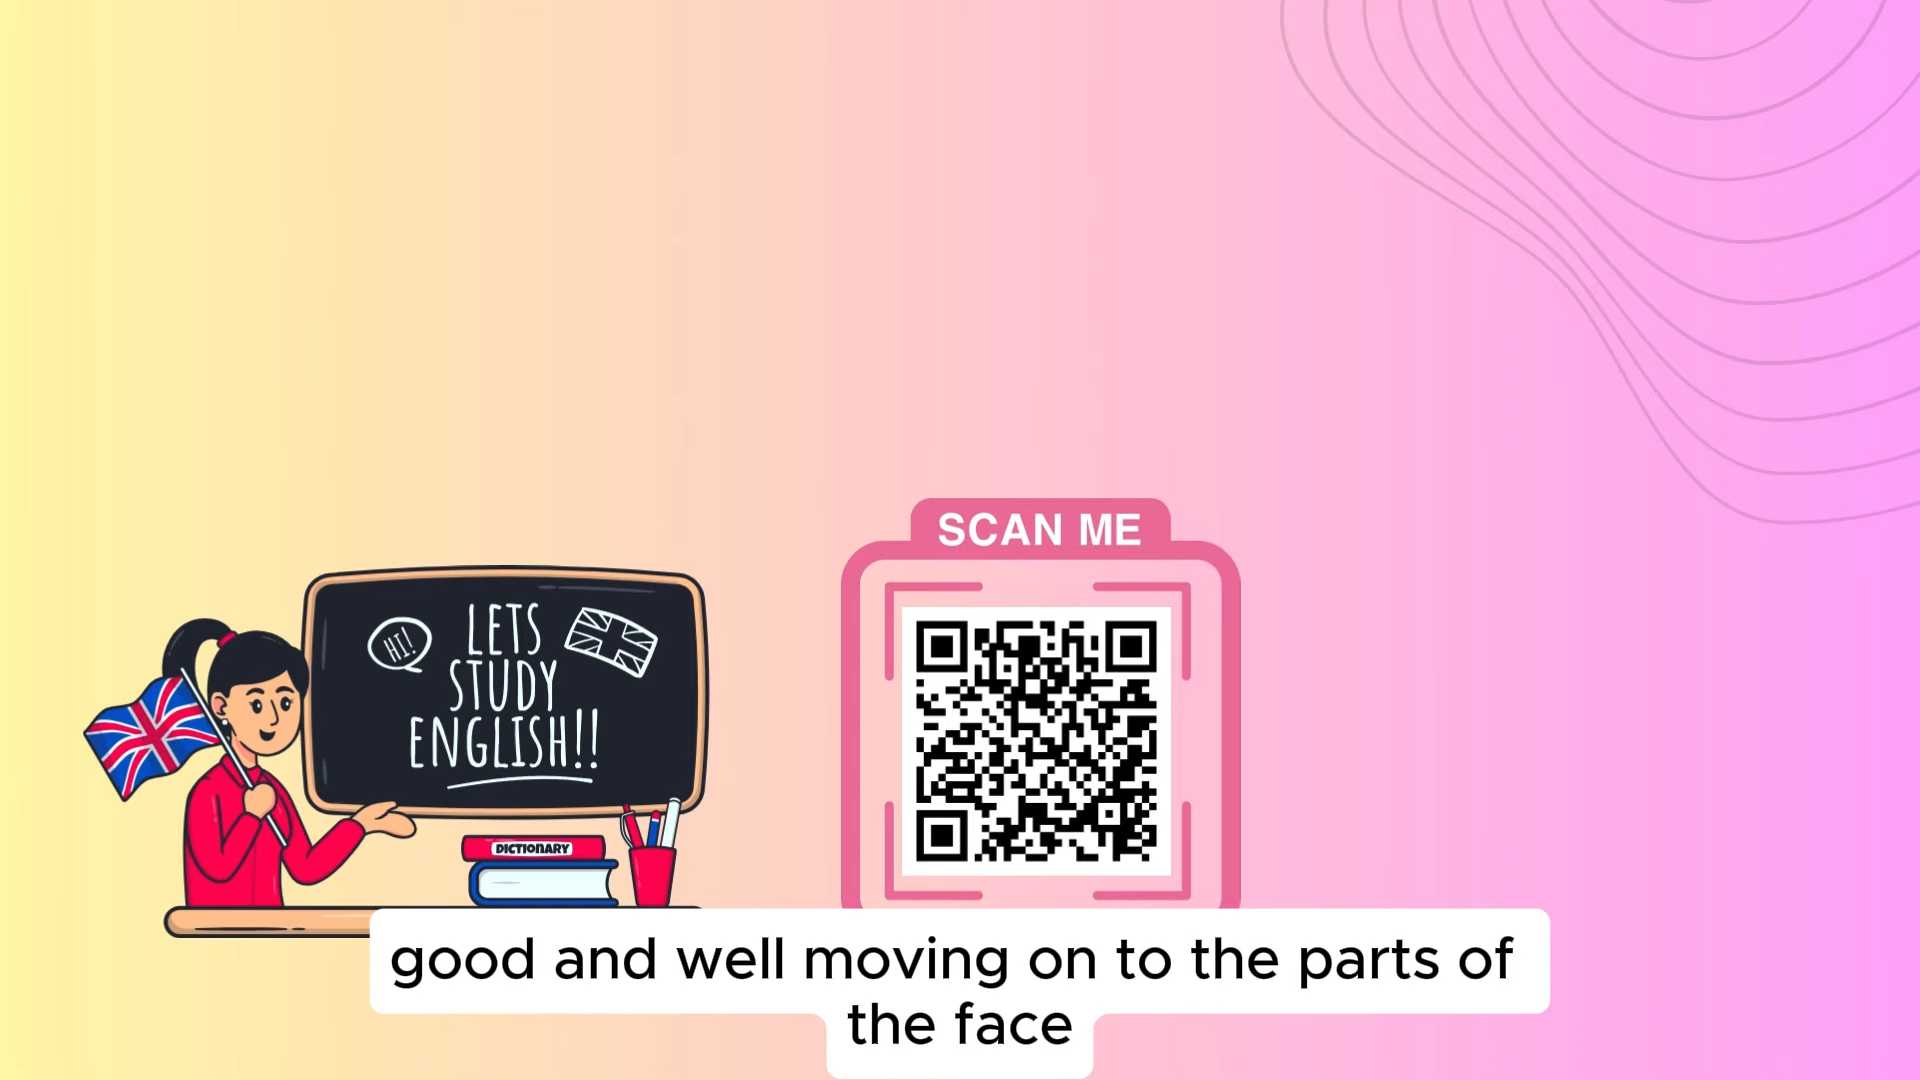 SCAN ME
HI!
LETS
STUDY
ENGLISH!!
DICTIONARY
good and well moving on to the parts of
the face